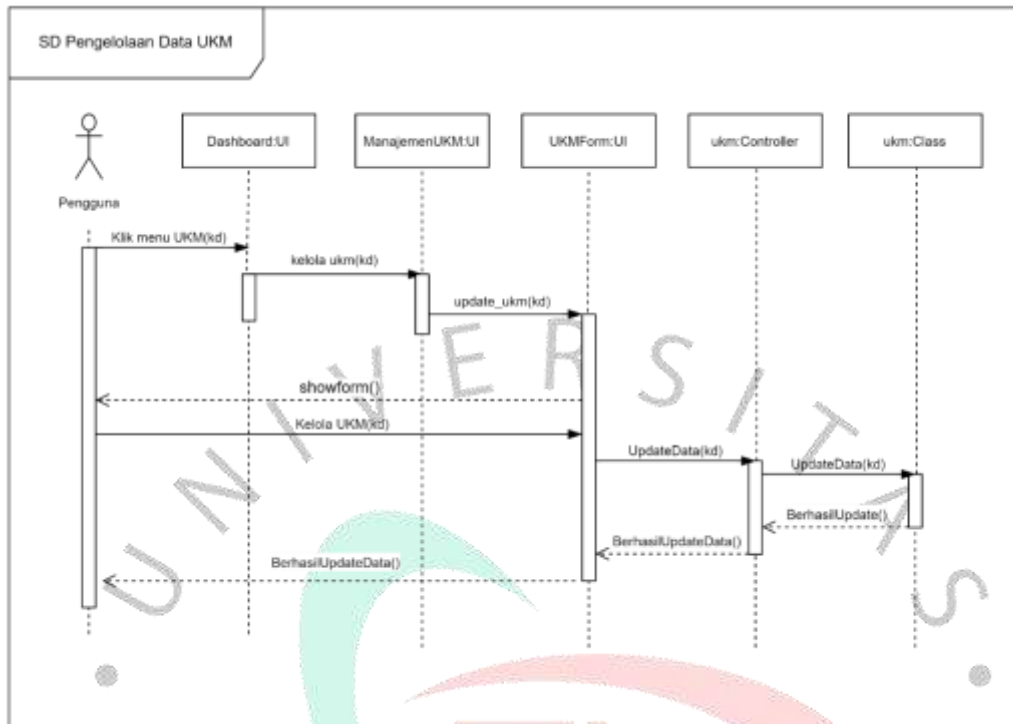 SD Pengelolaan Data UKM
Dashboard:UI
ManajemenUKM:UI
UKMForm:UI
ukm:Controller
ukm:Class
Pengguna
Klik menu UKM(kd)
kelola ukm(kd)
update_ukm(kd)
showform()
Kelola UKM(kd)
UpdateData(kd)
UpdateData(kd)
BerhasilUpdate()
BerhasilUpdateData()
BerhasilUpdateData()
UNIVERSITAS